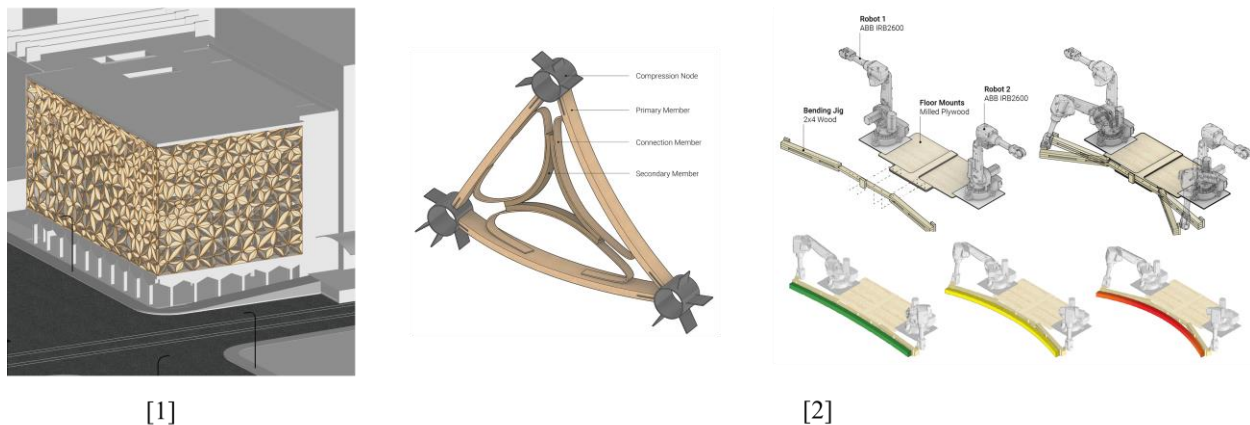 Compression Node
Primary Member
Connection Member
Secondary Member
Robot 1
ABB IRB2600
Robot 2
ABB IRB2600
Floor Mounts
Milled Plywood
Bending Jig
2x4 Wood
[1]
[2]